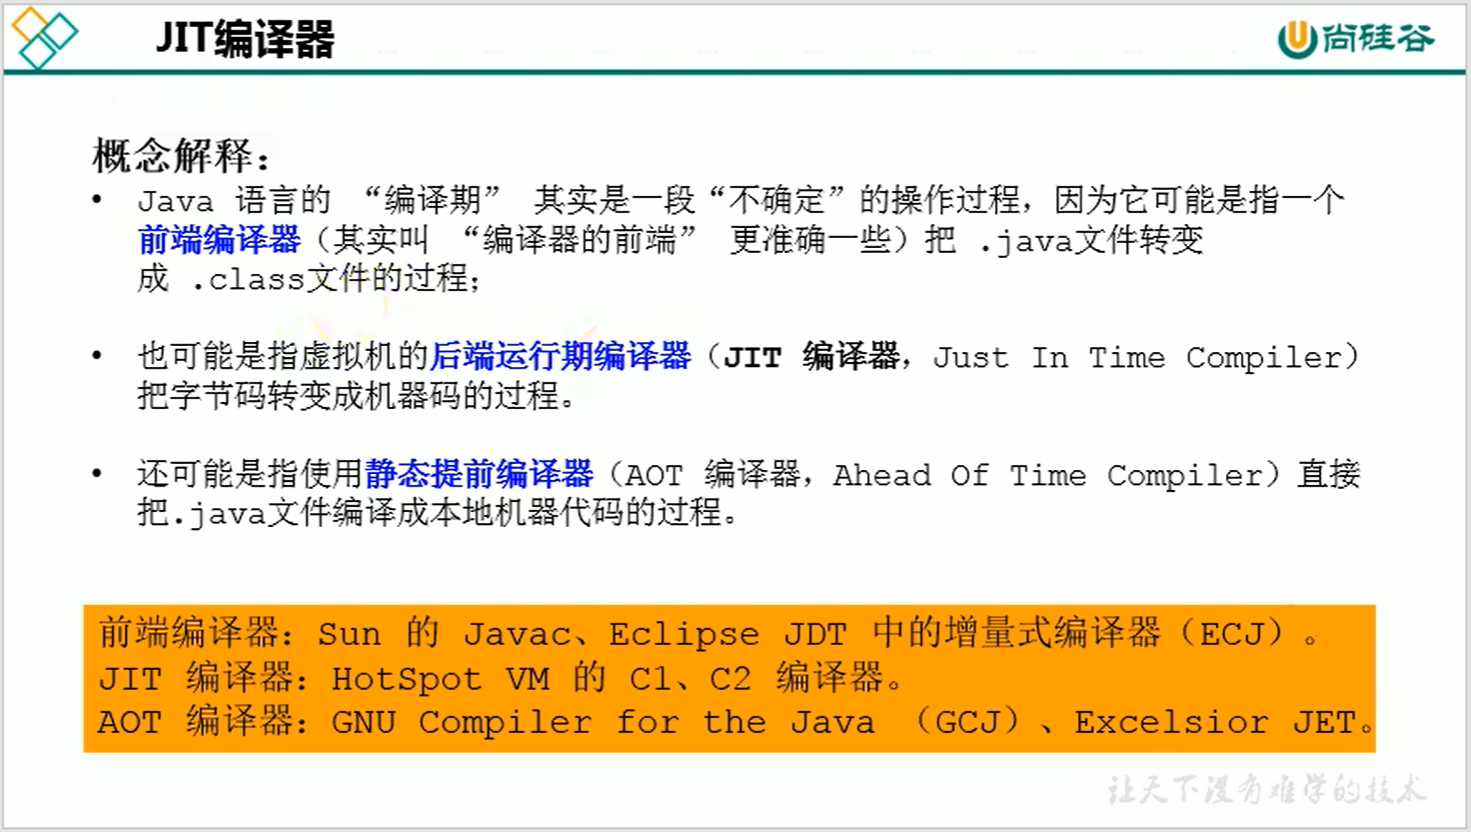 JIT编译器
尚硅谷
概念解释：
• Java 语言的 “编译期” 其实是一段“不确定”的操作过程，因为它可能是指一个
前端编译器（其实叫 “编译器的前端” 更准确一些）把 .java文件转变
成 .class文件的过程；
• 也可能是指虚拟机的后端运行期编译器（JIT 编译器，Just In Time Compiler）
把字节码转变成机器码的过程。
• 还可能是指使用静态提前编译器（AOT 编译器，Ahead Of Time Compiler）直接
把.java文件编译成本地机器代码的过程。
前端编译器：Sun 的 Javac、Eclipse JDT 中的增量式编译器（ECJ）。
JIT 编译器：HotSpot VM 的 C1、C2 编译器。
AOT 编译器：GNU Compiler for the Java （GCJ）、Excelsior JET。
让天下没有难学的技术